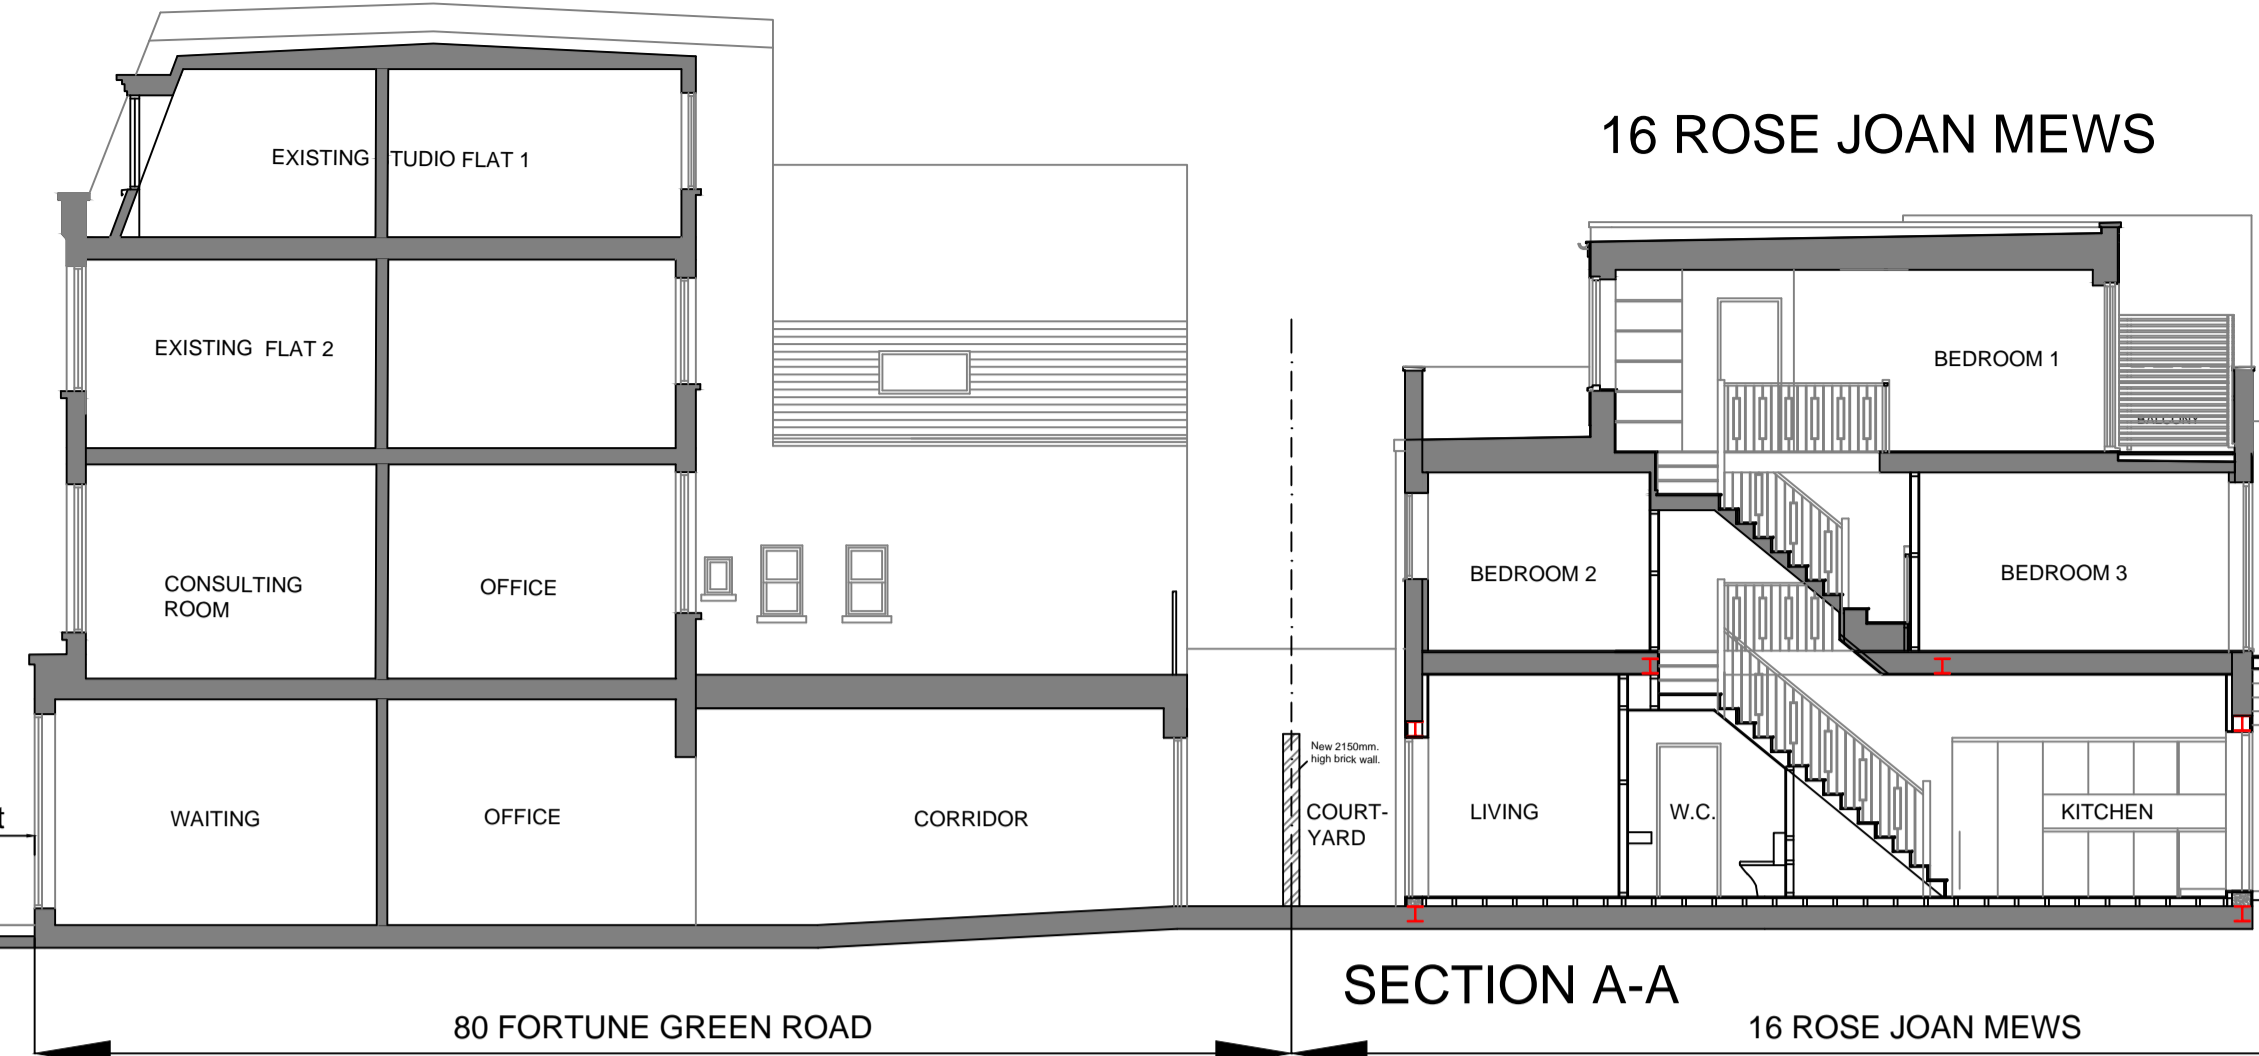 16 ROSE JOAN MEWS
EXISTING STUDIO FLAT 1
EXISTING FLAT 2
BEDROOM 1
BALCONY
CONSULTING
ROOM
OFFICE
BEDROOM 2
BEDROOM 3
New 2150mm.
high brick wall.
WAITING
OFFICE
CORRIDOR
COURT-
YARD
LIVING
W.C.
KITCHEN
t
SECTION A-A
80 FORTUNE GREEN ROAD
16 ROSE JOAN MEWS